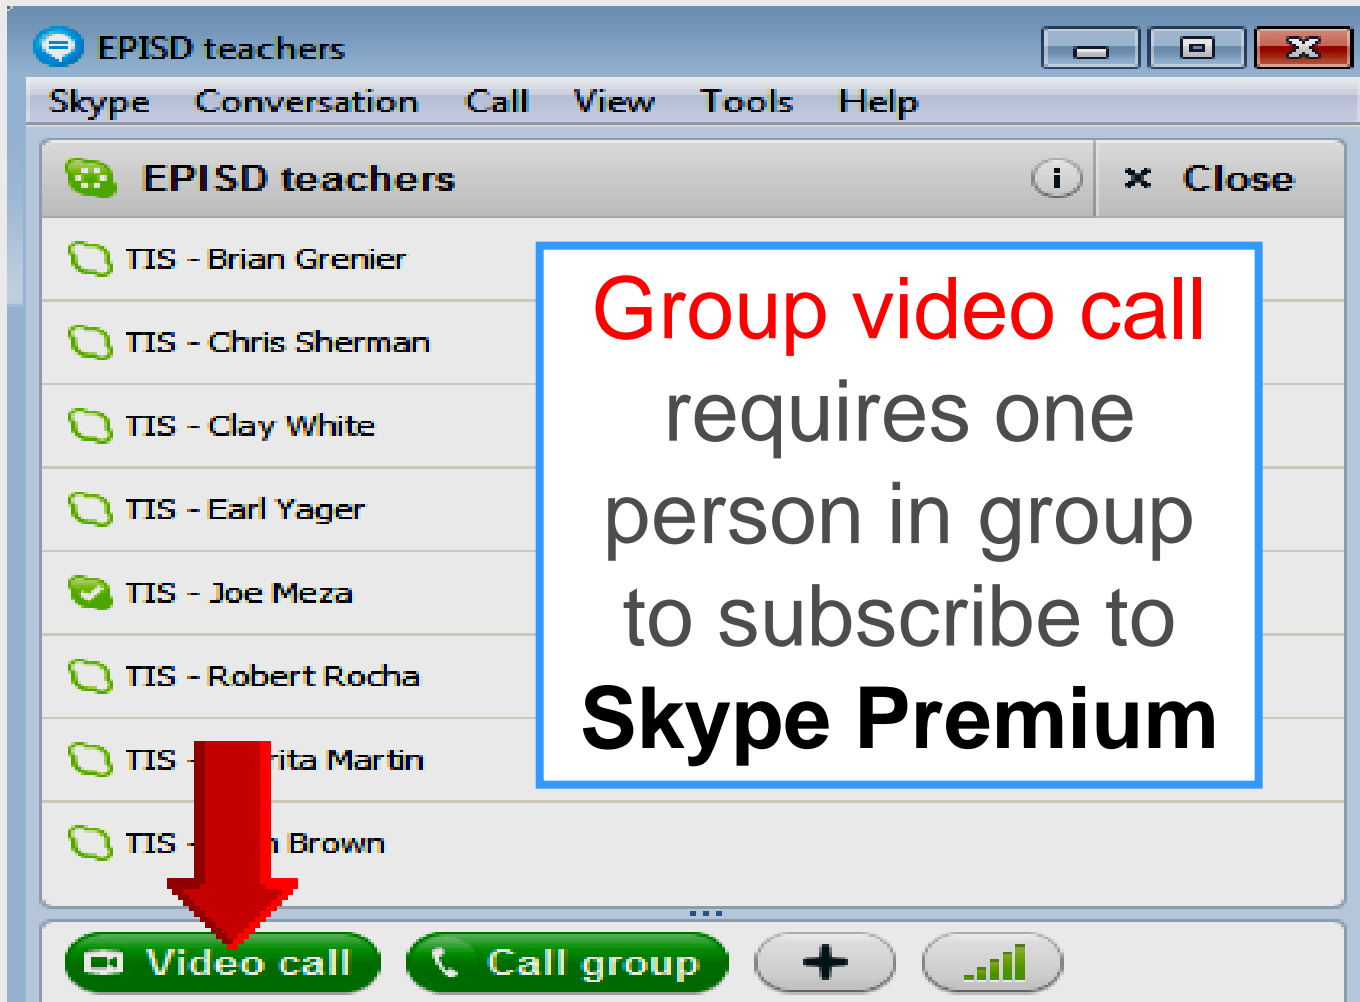 EPISD teachers
Skype Conversation Call View Tools Help
EPISD teachers
i × Close
TIS - Brian Grenier
TIS - Chris Sherman
TIS - Clay White
TIS - Earl Yager
TIS - Joe Meza
TIS - Robert Rocha
TIS - Martin
TIS - Brown
Group video call
requires one
person in group
to subscribe to
Skype Premium
Video call Call group +